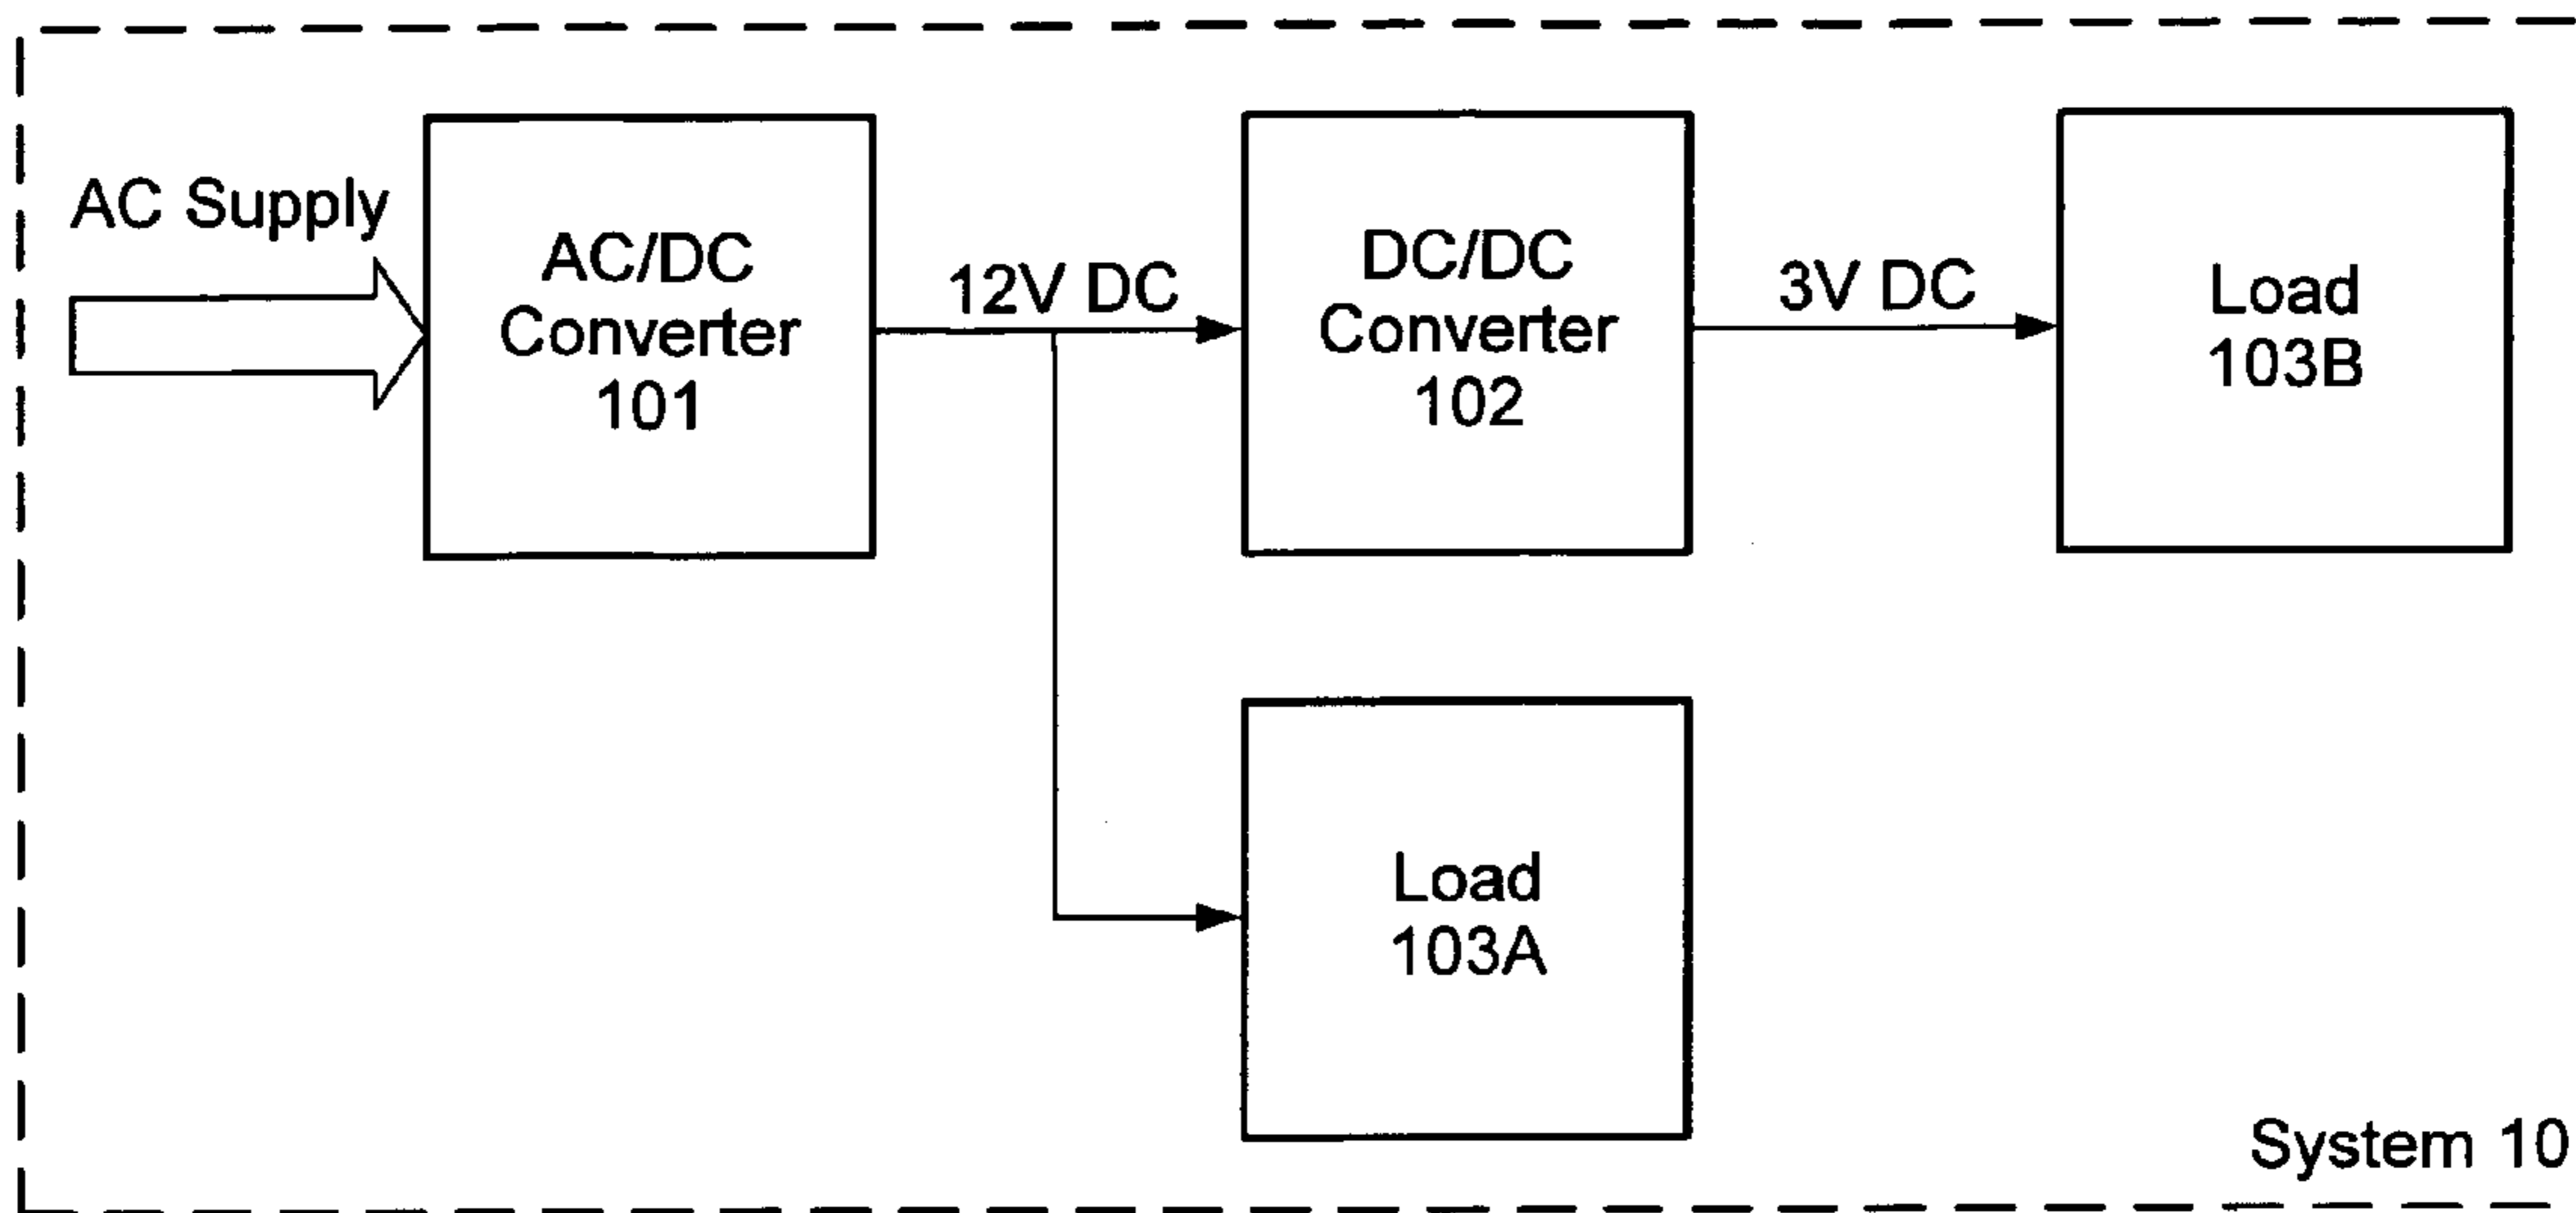 AC Supply
AC/DC
Converter
101
12V DC
DC/DC
Converter
102
3V DC
Load
103B
Load
103A
System 10